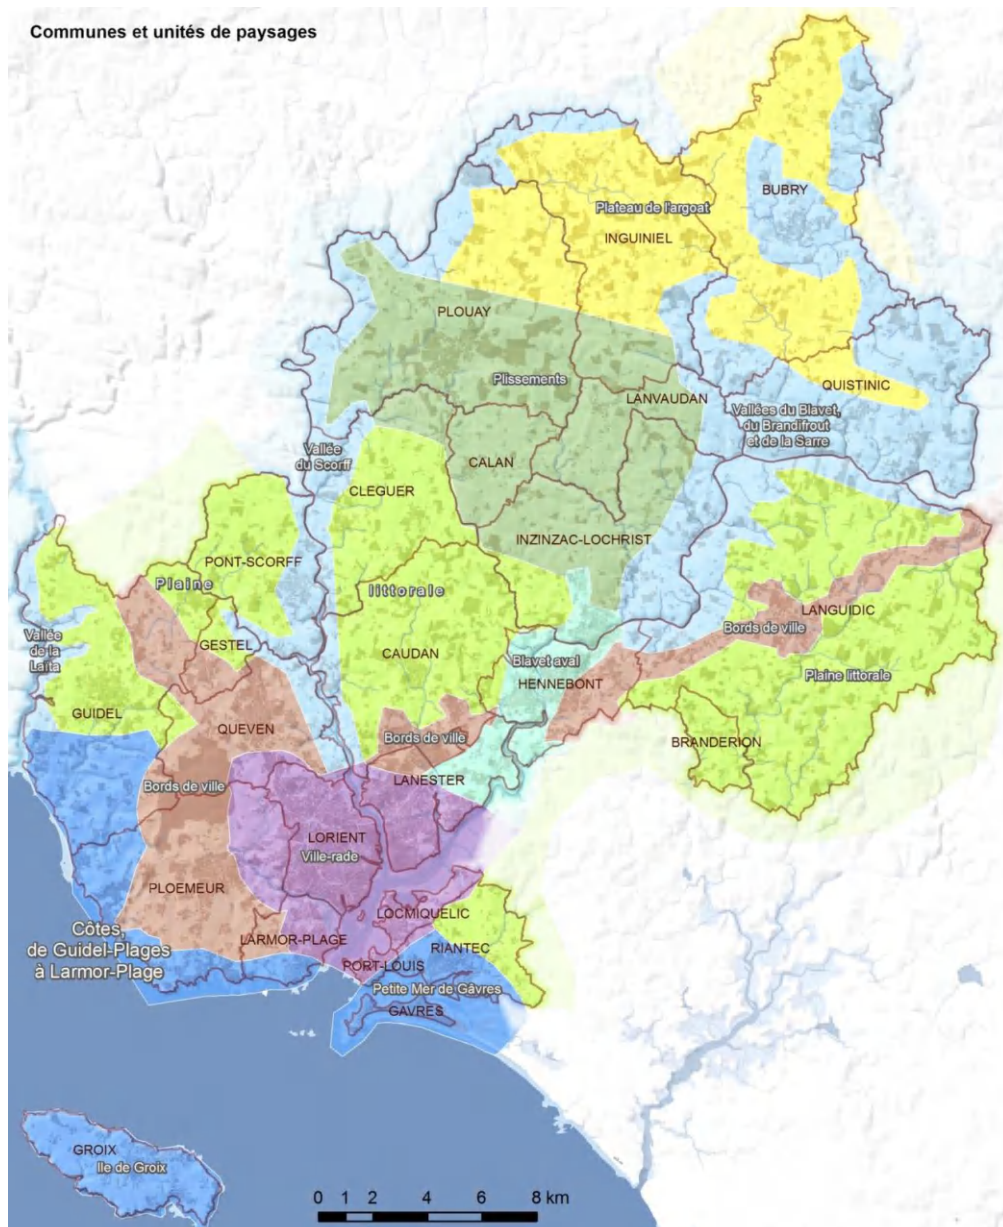 Communes et unités de paysages
BUBRY
Plateau de l'argoat
INGUINIEL
PLOUAY
Plissements
QUISTINIC
LANVAUDAN
Vallées du Blavet,
du Brandifrout
et de la Sarre
Vallée
du Scorff
CALAN
CLEGUER
INZINZAC-LOCHRIST
PONT-SCORFF
Plaine
littorale
LANGUIDIC
Bords de ville
Vallée
de la
Laïta
GESTEL
CAUDAN
Blavet aval
HENNEBONT
Plaine littorale
GUIDEL
QUEVEN
Bords de ville
BRANDERION
LANESTER
Bords de ville
LORIENT
Ville-rade
PLOEMEUR
LOCMIQUELIC
Côtes,
de Guidel-Plages
à Larmor-Plage
LARMOR-PLAGE
RIANTEC
PORT-LOUIS
Petite Mer de Gâvres
GAVRES
GROIX
Ile de Groix
0 1 2 4 6 8 km